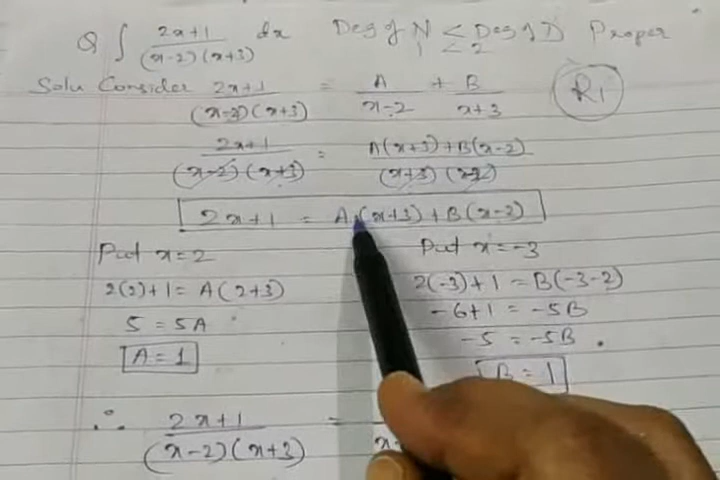 Q ∫ (2x+1)/((x-2)(x+3)) dx Deg of N < Deg of D Proper
1 < 2
Solu Consider (2x+1)/((x-2)(x+3)) = A/(x-2) + B/(x+3) R1
(2x+1)/((x-2)(x+3)) = (A(x+3)+B(x-2))/((x+3)(x-2))
2x+1 = A(x+3)+B(x-2)
Put x=2
2(2)+1 = A(2+3)
5 = 5A
A = 1
Put x=-3
2(-3)+1 = B(-3-2)
-6+1 = -5B
-5 = -5B
B = 1
∴ (2x+1)/((x-2)(x+3)) =